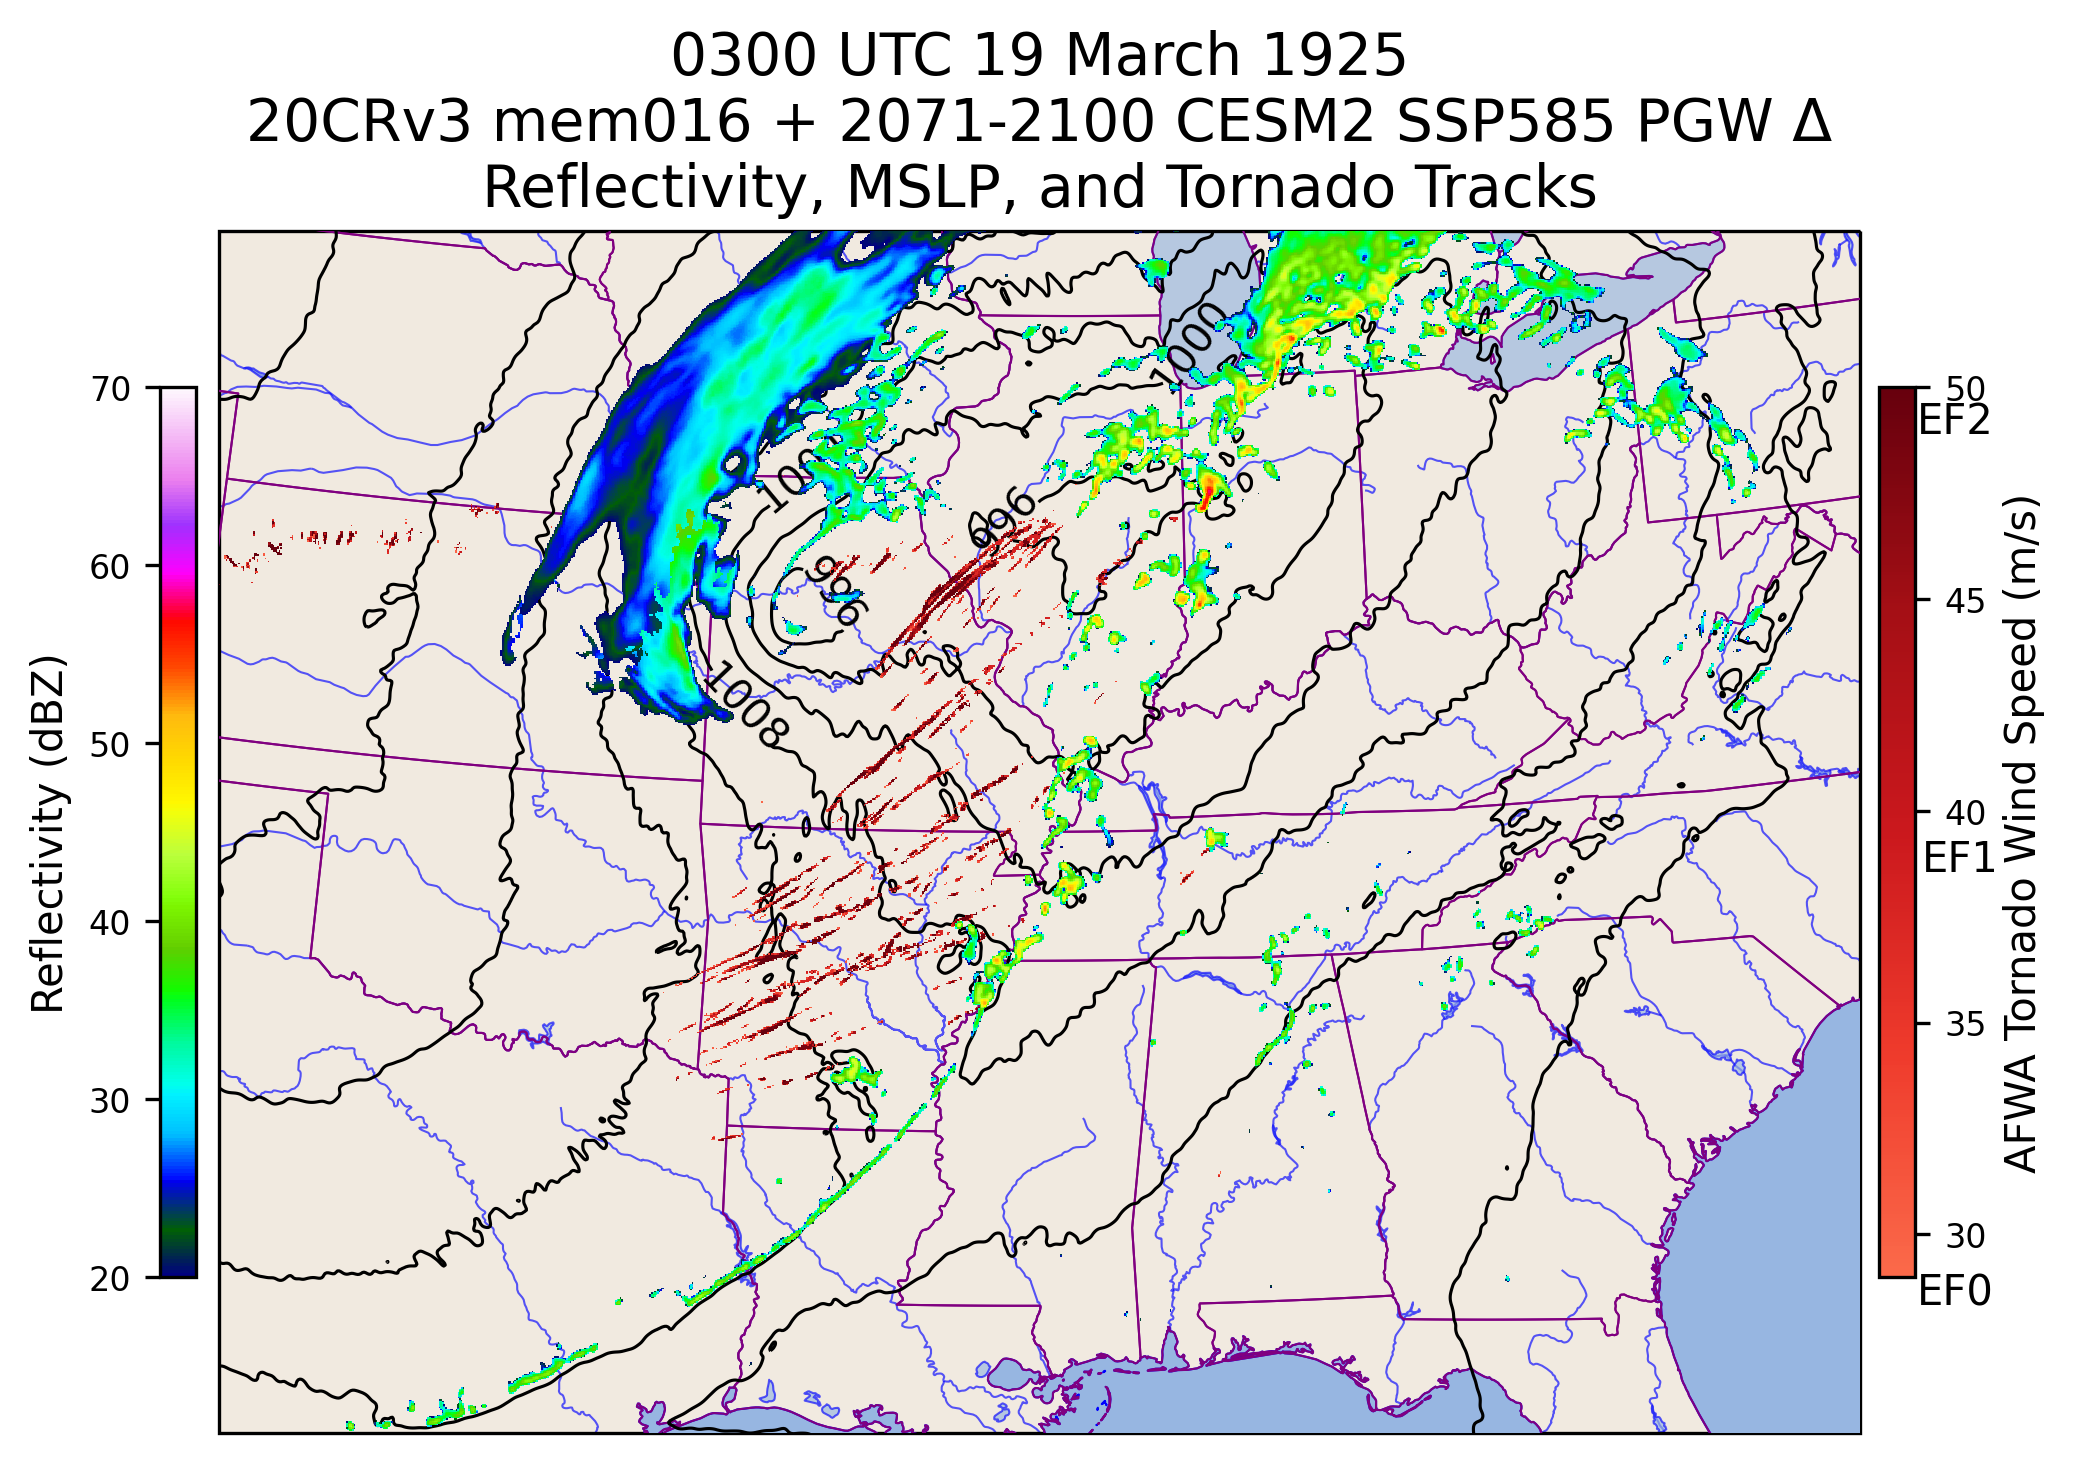 0300 UTC 19 March 1925
20CRv3 mem016 + 2071-2100 CESM2 SSP585 PGW Δ
Reflectivity, MSLP, and Tornado Tracks
Reflectivity (dBZ)
70
60
50
40
30
20
1000
996
996
1008
50
EF2
45
40
EF1
35
30
EF0
AFWA Tornado Wind Speed (m/s)